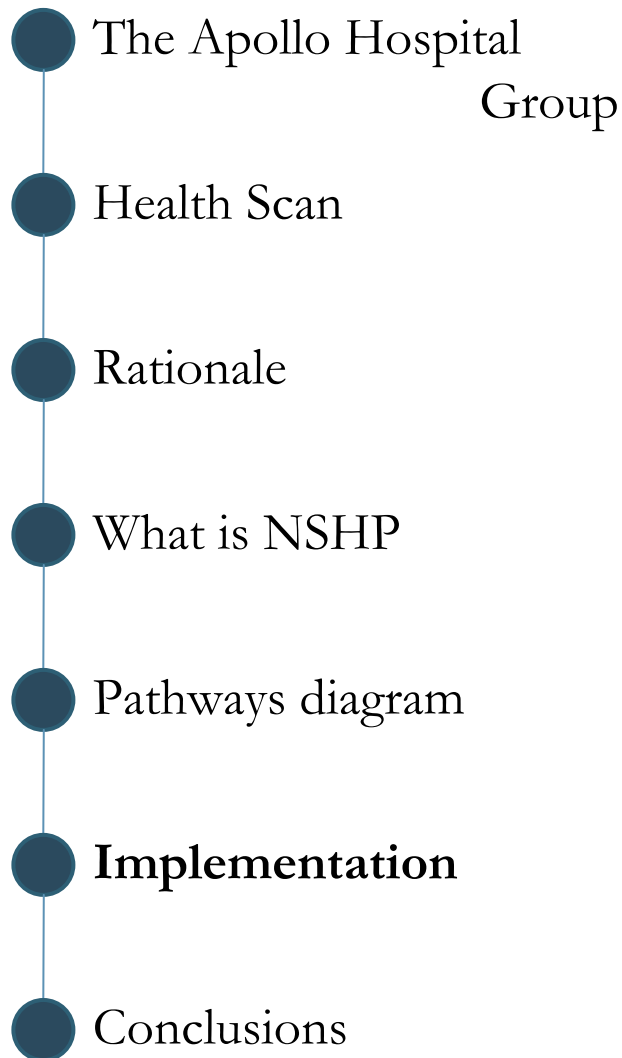 The Apollo Hospital
Group
Health Scan
Rationale
What is NSHP
Pathways diagram
Implementation
Conclusions